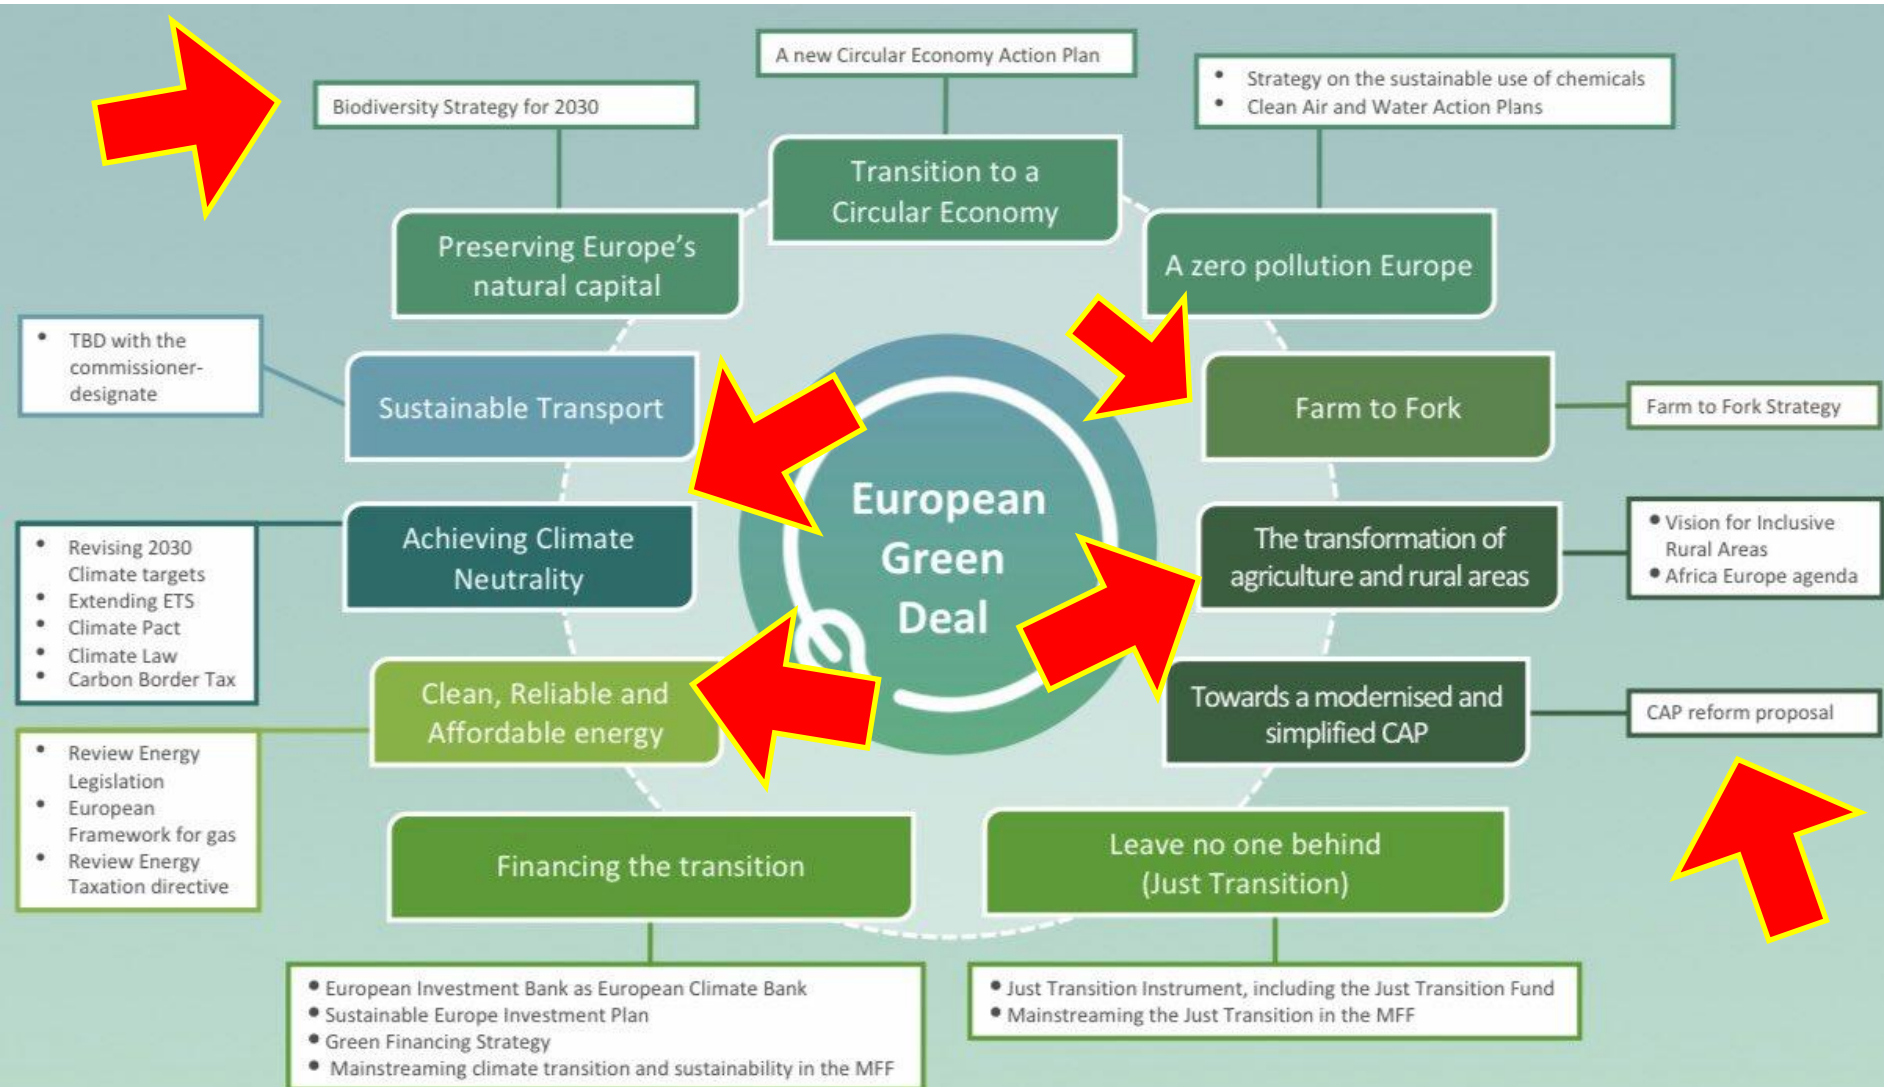 A new Circular Economy Action Plan
Biodiversity Strategy for 2030
• Strategy on the sustainable use of chemicals
• Clean Air and Water Action Plans
Transition to a
Circular Economy
Preserving Europe's
natural capital
A zero pollution Europe
• TBD with the
commissioner-
designate
Sustainable Transport
Farm to Fork
Farm to Fork Strategy
European
Green
Deal
Achieving Climate
Neutrality
• Revising 2030
Climate targets
• Extending ETS
• Climate Pact
• Climate Law
• Carbon Border Tax
The transformation of
agriculture and rural areas
• Vision for Inclusive
Rural Areas
• Africa Europe agenda
Clean, Reliable and
Affordable energy
• Review Energy
Legislation
• European
Framework for gas
• Review Energy
Taxation directive
Towards a modernised and
simplified CAP
CAP reform proposal
Financing the transition
Leave no one behind
(Just Transition)
• European Investment Bank as European Climate Bank
• Sustainable Europe Investment Plan
• Green Financing Strategy
• Mainstreaming climate transition and sustainability in the MFF
• Just Transition Instrument, including the Just Transition Fund
• Mainstreaming the Just Transition in the MFF